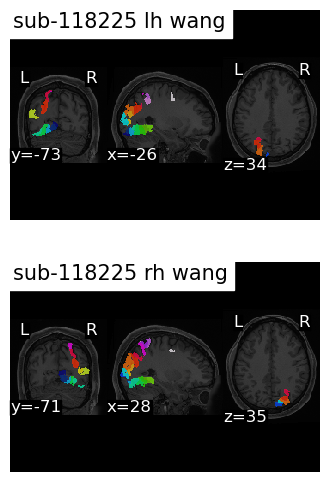 sub-118225 lh wang
L R L R
y=-73 x=-26 z=34
sub-118225 rh wang
L R L R
y=-71 x=28 z=35